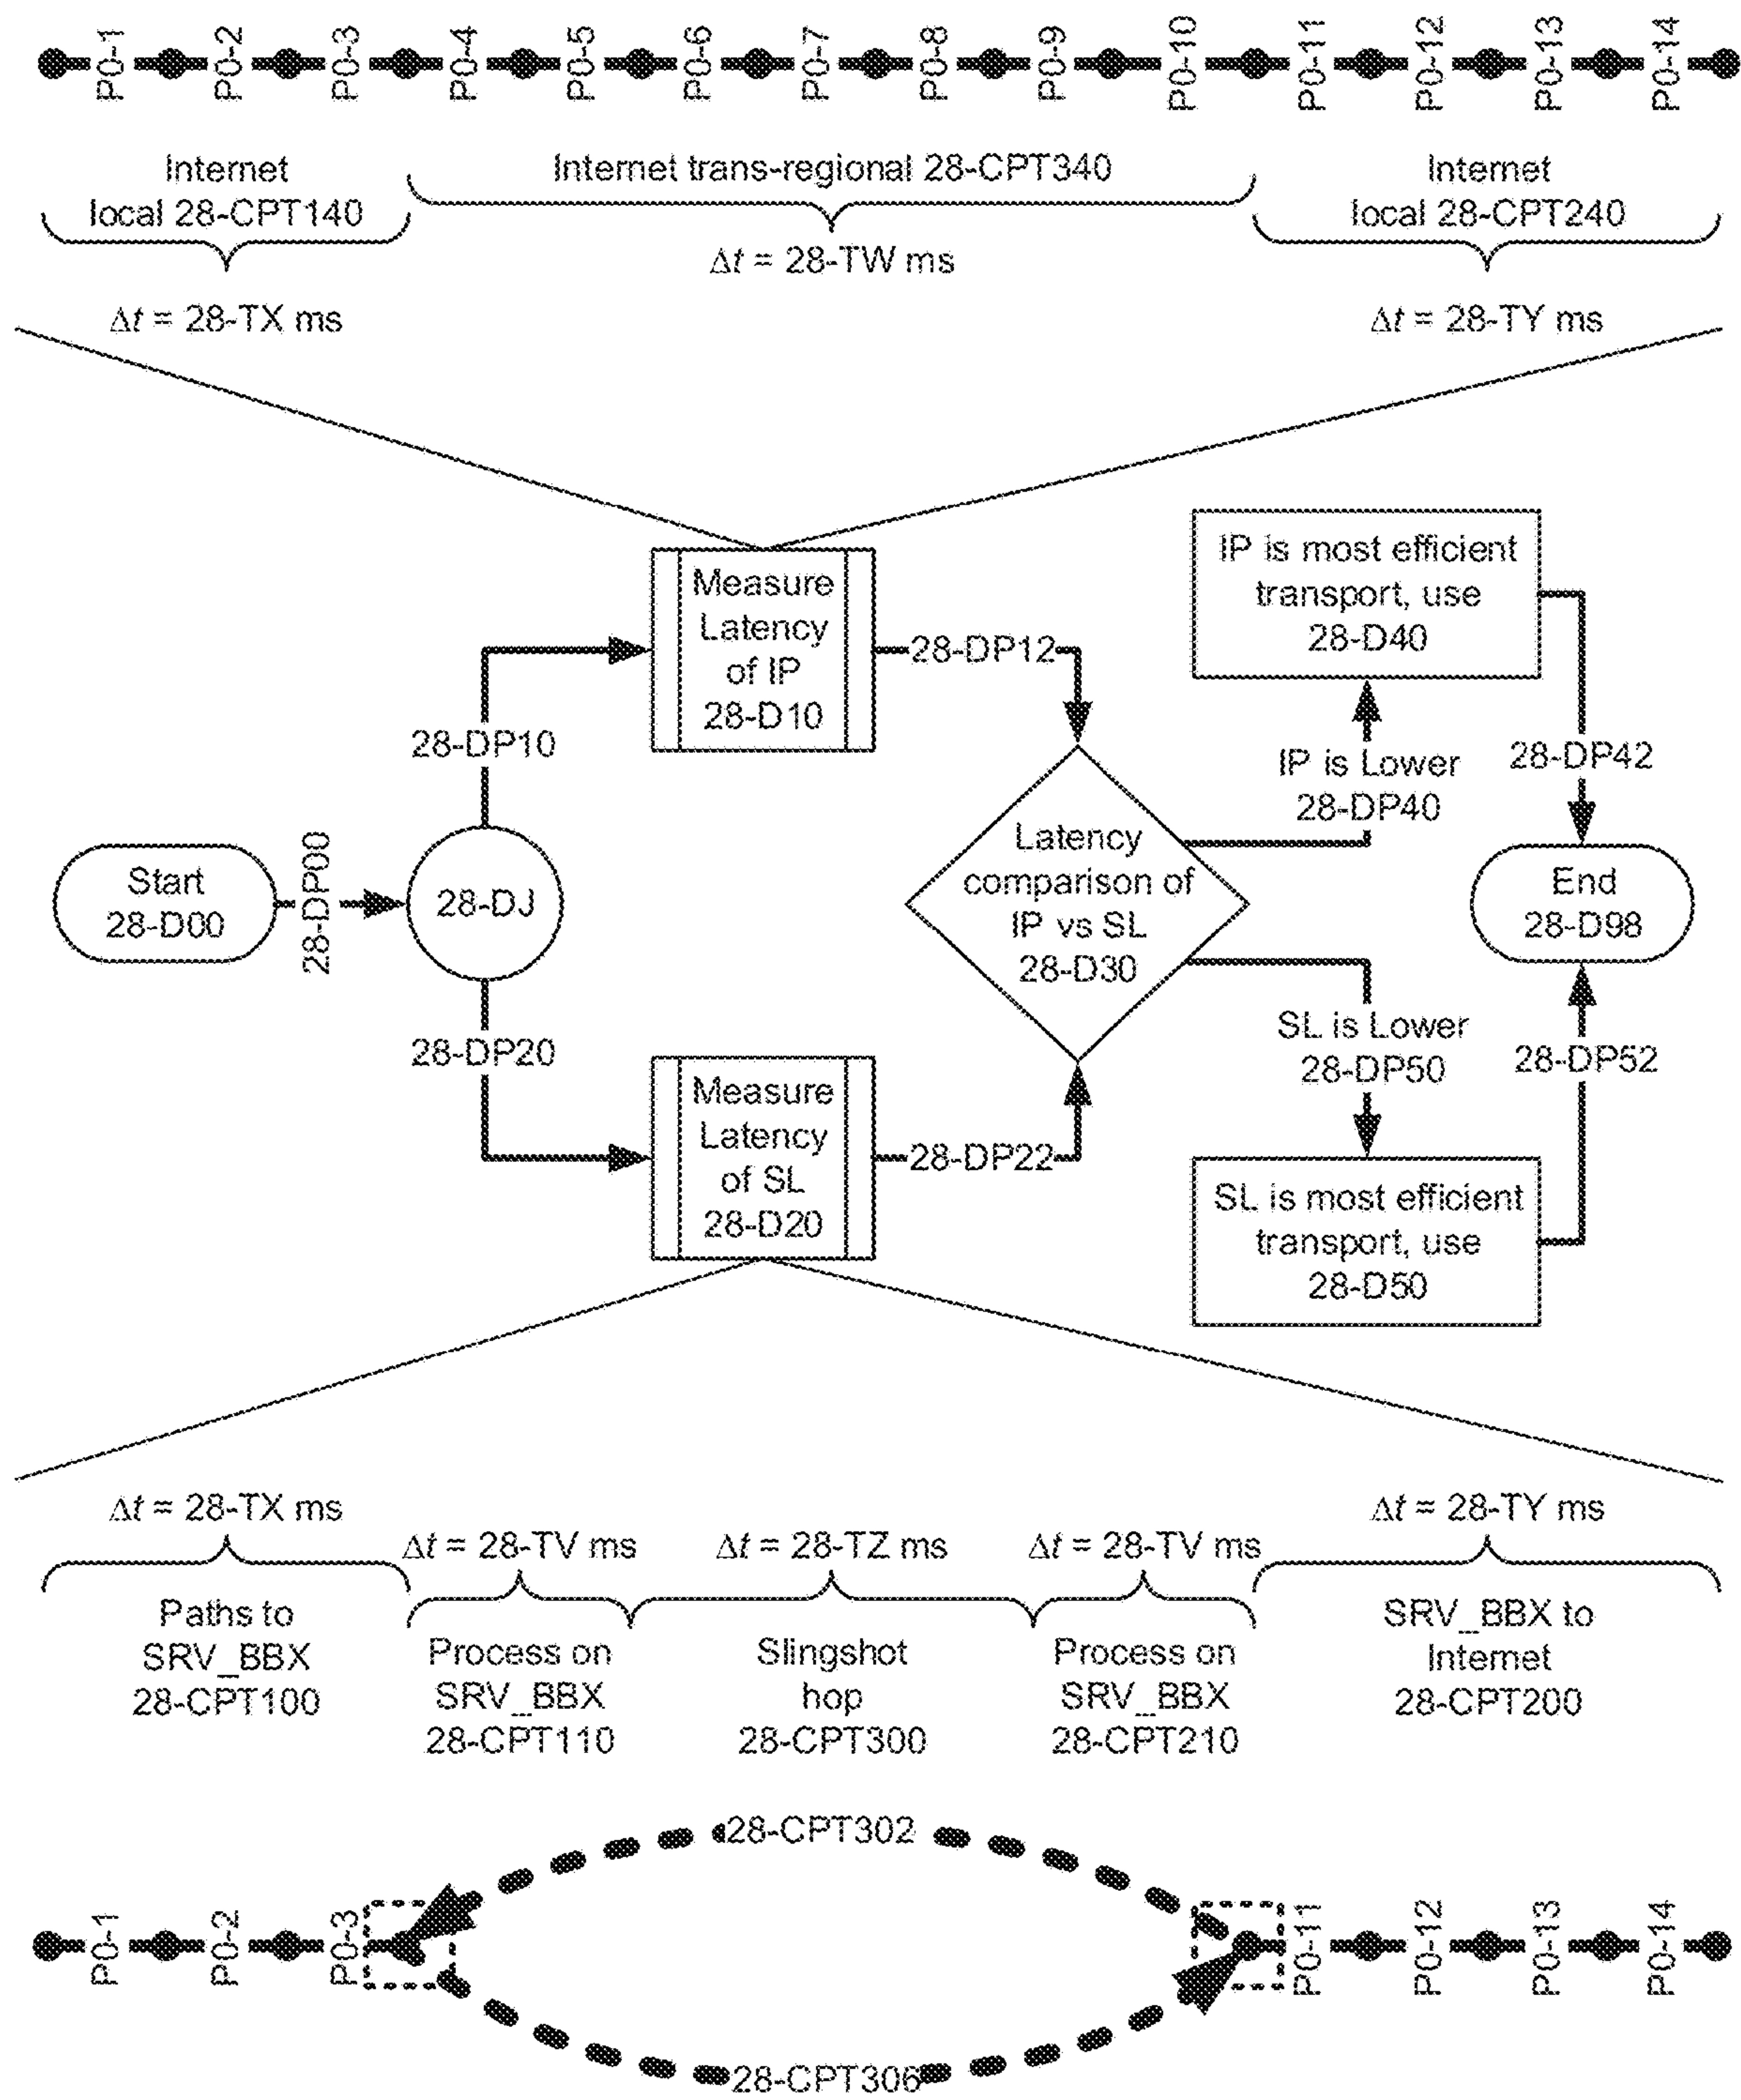 P0-1
P0-2
P0-3
P0-4
P0-5
P0-6
P0-7
P0-8
P0-9
P0-10
P0-11
P0-12
P0-13
P0-14
Internet
local 28-CPT140
Internet trans-regional 28-CPT340
Internet
local 28-CPT240
Δt = 28-TX ms
Δt = 28-TW ms
Δt = 28-TY ms
Start
28-D00
28-DP00
28-DJ
28-DP10
28-DP20
Measure
Latency
of IP
28-D10
28-DP12
Measure
Latency
of SL
28-D20
28-DP22
Latency
comparison of
IP vs SL
28-D30
IP is Lower
28-DP40
IP is most efficient
transport, use
28-D40
28-DP42
SL is Lower
28-DP50
SL is most efficient
transport, use
28-D50
28-DP52
End
28-D98
Δt = 28-TX ms
Δt = 28-TV ms
Δt = 28-TZ ms
Δt = 28-TV ms
Δt = 28-TY ms
Paths to
SRV_BBX
28-CPT100
Process on
SRV_BBX
28-CPT110
Slingshot
hop
28-CPT300
Process on
SRV_BBX
28-CPT210
SRV_BBX to
Internet
28-CPT200
28-CPT302
P0-1
P0-2
P0-3
P0-11
P0-12
P0-13
P0-14
28-CPT306